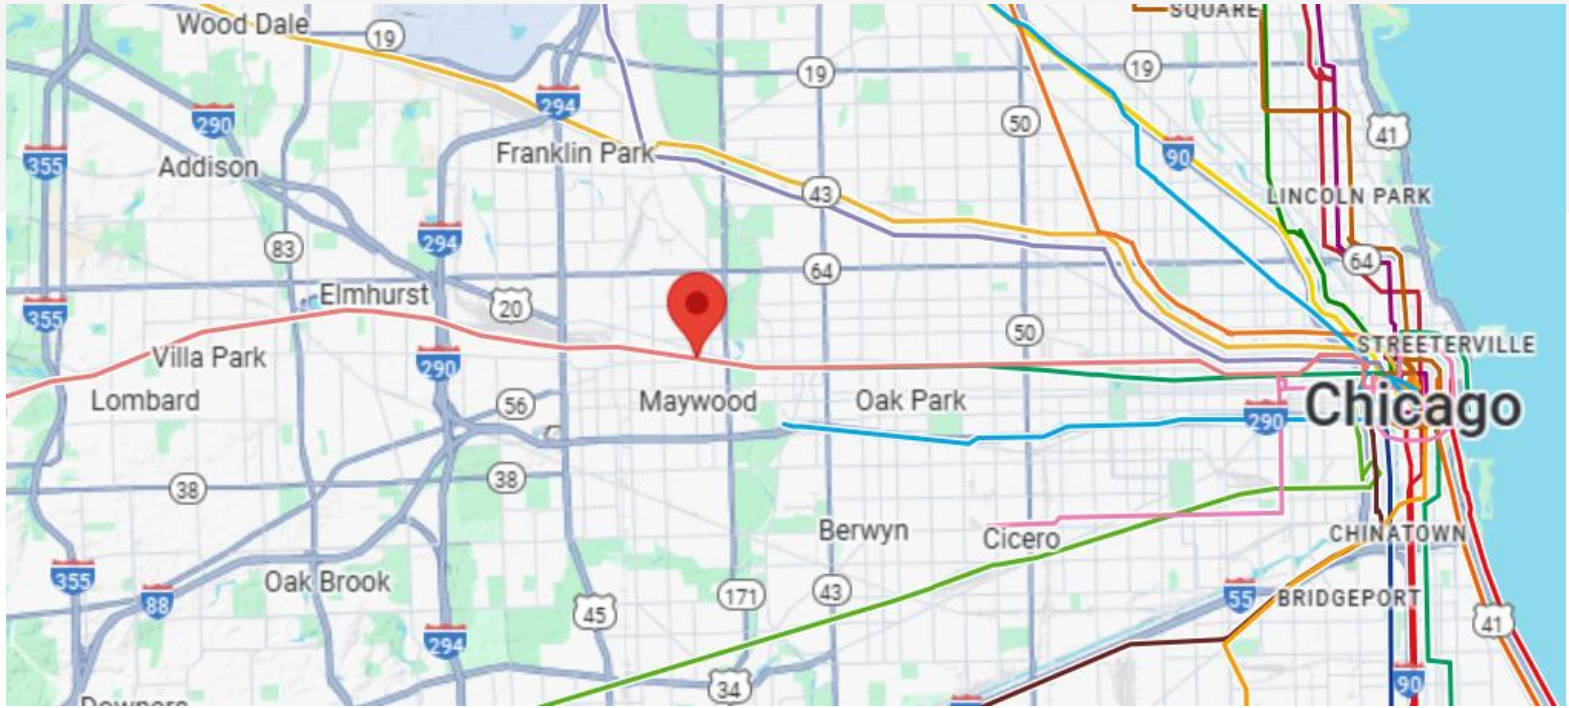 SQUARE
Wood Dale
19
19
19
294
50
290
41
Franklin Park
90
355
Addison
43
LINCOLN PARK
294
83
64
64
Elmhurst
20
355
50
STREETERVILLE
Villa Park
290
Lombard
56
Maywood
Oak Park
290
Chicago
38
38
Berwyn
Cicero
CHINATOWN
355
Oak Brook
88
171
43
55
BRIDGEPORT
45
41
294
34
90
Downers